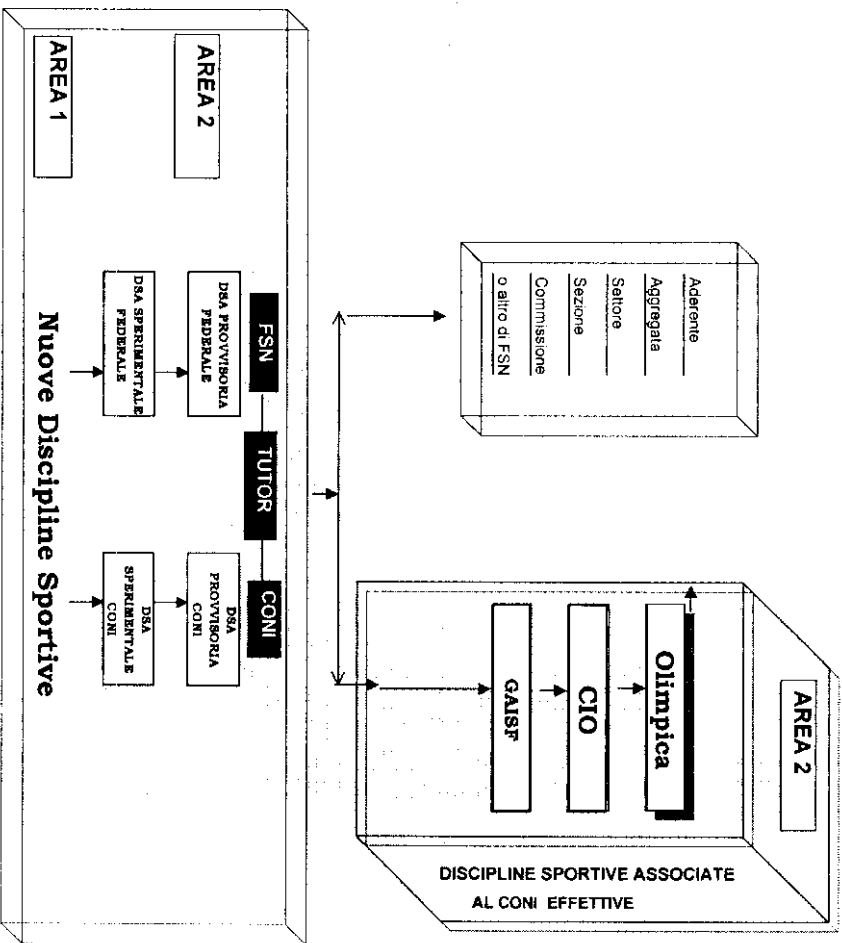 AREA 2
DISCIPLINE SPORTIVE ASSOCIATE
AL CONI EFFETTIVE
Olimpica
CIO
GAISF
Aderente
Aggregata
Settore
Sezione
Commissione
o altro di FSN
AREA 2
FSN
TUTOR
CONI
DSA PROVVISORIA
FEDERALE
DSA
PROVVISORIA
CONI
AREA 1
DSA SPERIMENTALE
FEDERALE
DSA
SPERIMENTALE
CONI
Nuove Discipline Sportive